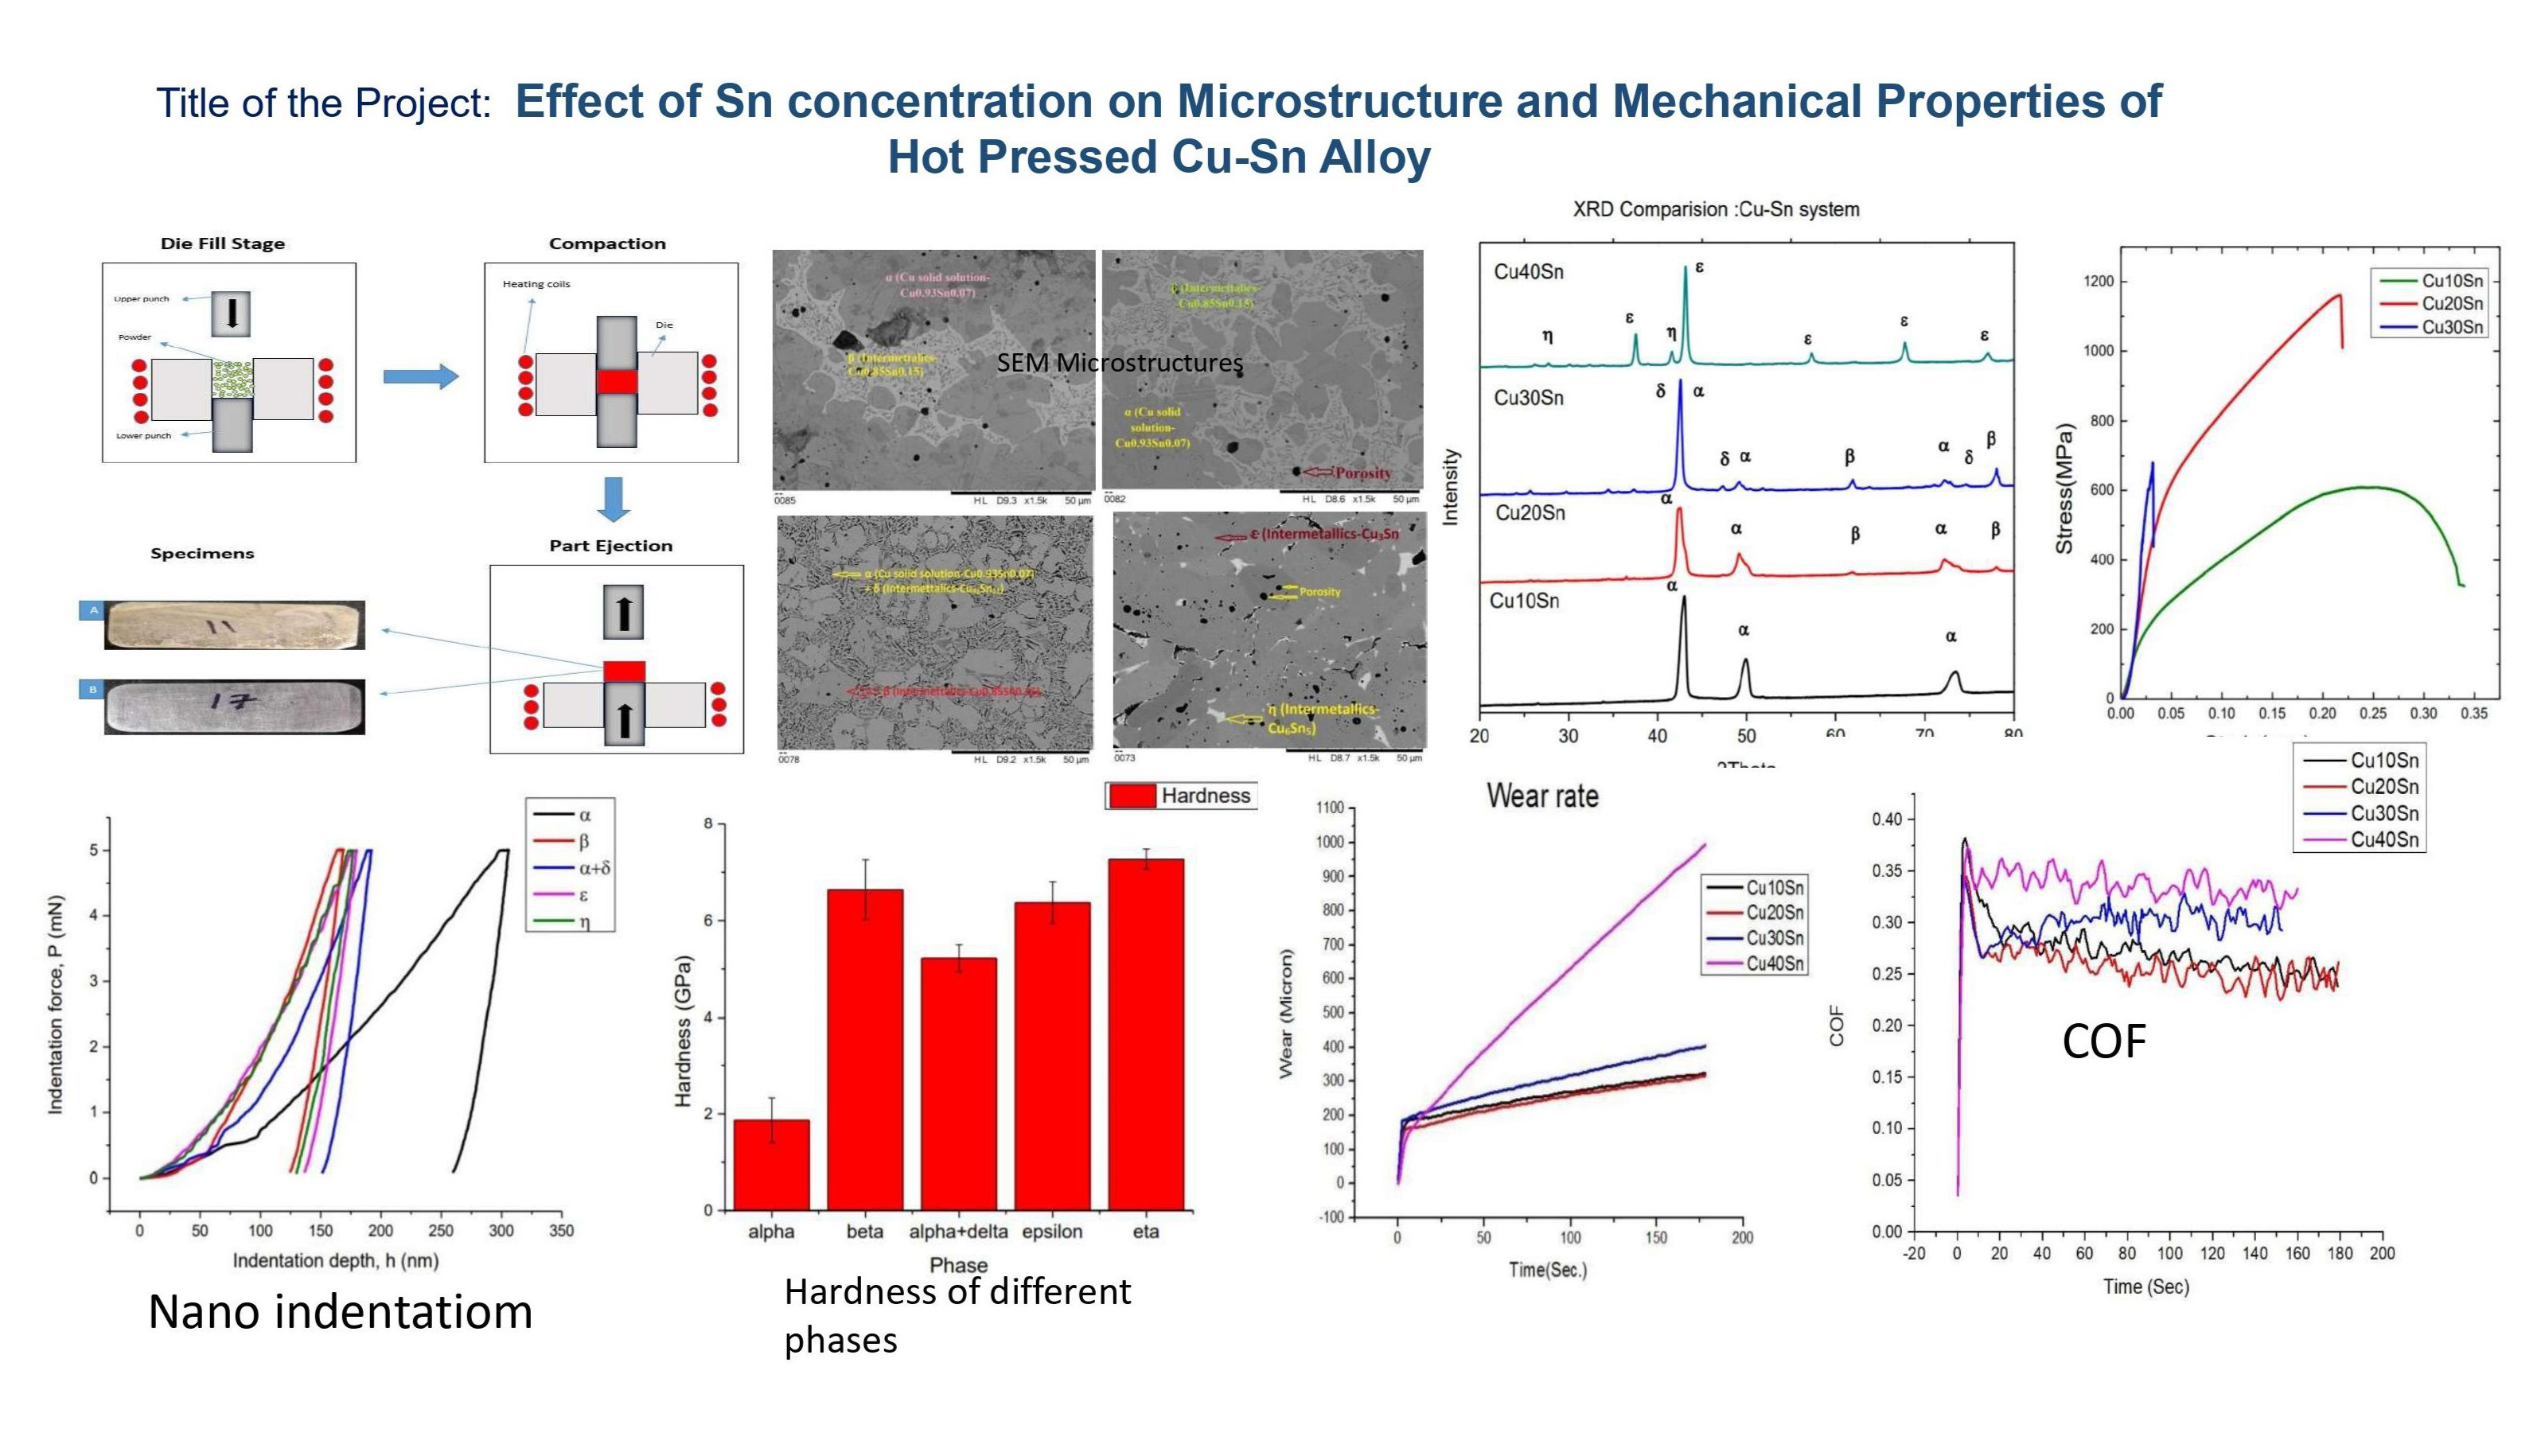 Title of the Project: Effect of Sn concentration on Microstructure and Mechanical Properties of
Hot Pressed Cu-Sn Alloy
Die Fill Stage
Upper punch
Powder
Lower punch
Compaction
Heating coils
Die
Specimens
A
11
B
17
Part Ejection
α (Cu solid solution-
Cu0.93Sn0.07)
β (Intermettalics-
Cu0.85Sn0.15)
0085
HL D9.3 x1.5k 50 µm
β (Intermetallics-
Cu0.85Sn0.15)
α (Cu solid
solution-
Cu0.93Sn0.07)
Porosity
0082
HL D8.6 x1.5k 50 µm
SEM Microstructures
α (Cu solid solution-Cu0.93Sn0.07)
+ δ (Intermettalics-
β (Intermettalics-Cu0.85Sn0.15)
0078
HL D9.2 x1.5k 50 µm
ε (Intermetallics-Cu₃Sn
Porosity
η (Intermetallics-
Cu₆Sn₅)
0073
HL D8.7 x1.5k 50 µm
XRD Comparision :Cu-Sn system
Intensity
Cu40Sn
η ε η ε ε ε ε
Cu30Sn
δ α δ α β α δ β
Cu20Sn
α α β α β
Cu10Sn
α α α
20 30 40 50 60 70 80
2Theta
Stress(MPa)
1200
1000
800
600
400
200
0
0.00 0.05 0.10 0.15 0.20 0.25 0.30 0.35
Cu10Sn
Cu20Sn
Cu30Sn
Indentation force, P (mN)
5
4
3
2
1
0
0 50 100 150 200 250 300 350
Indentation depth, h (nm)
α
β
α+δ
ε
η
Nano indentatiom
Hardness
Hardness (GPa)
8
6
4
2
0
alpha beta alpha+delta epsilon eta
Phase
Hardness of different
phases
Wear rate
Wear (Micron)
1100
1000
900
800
700
600
500
400
300
200
100
0
-100
0 50 100 150 200
Time(Sec.)
Cu10Sn
Cu20Sn
Cu30Sn
Cu40Sn
Cu10Sn
Cu20Sn
Cu30Sn
Cu40Sn
COF
0.40
0.35
0.30
0.25
0.20
0.15
0.10
0.05
0.00
-20 0 20 40 60 80 100 120 140 160 180 200
Time (Sec)
COF